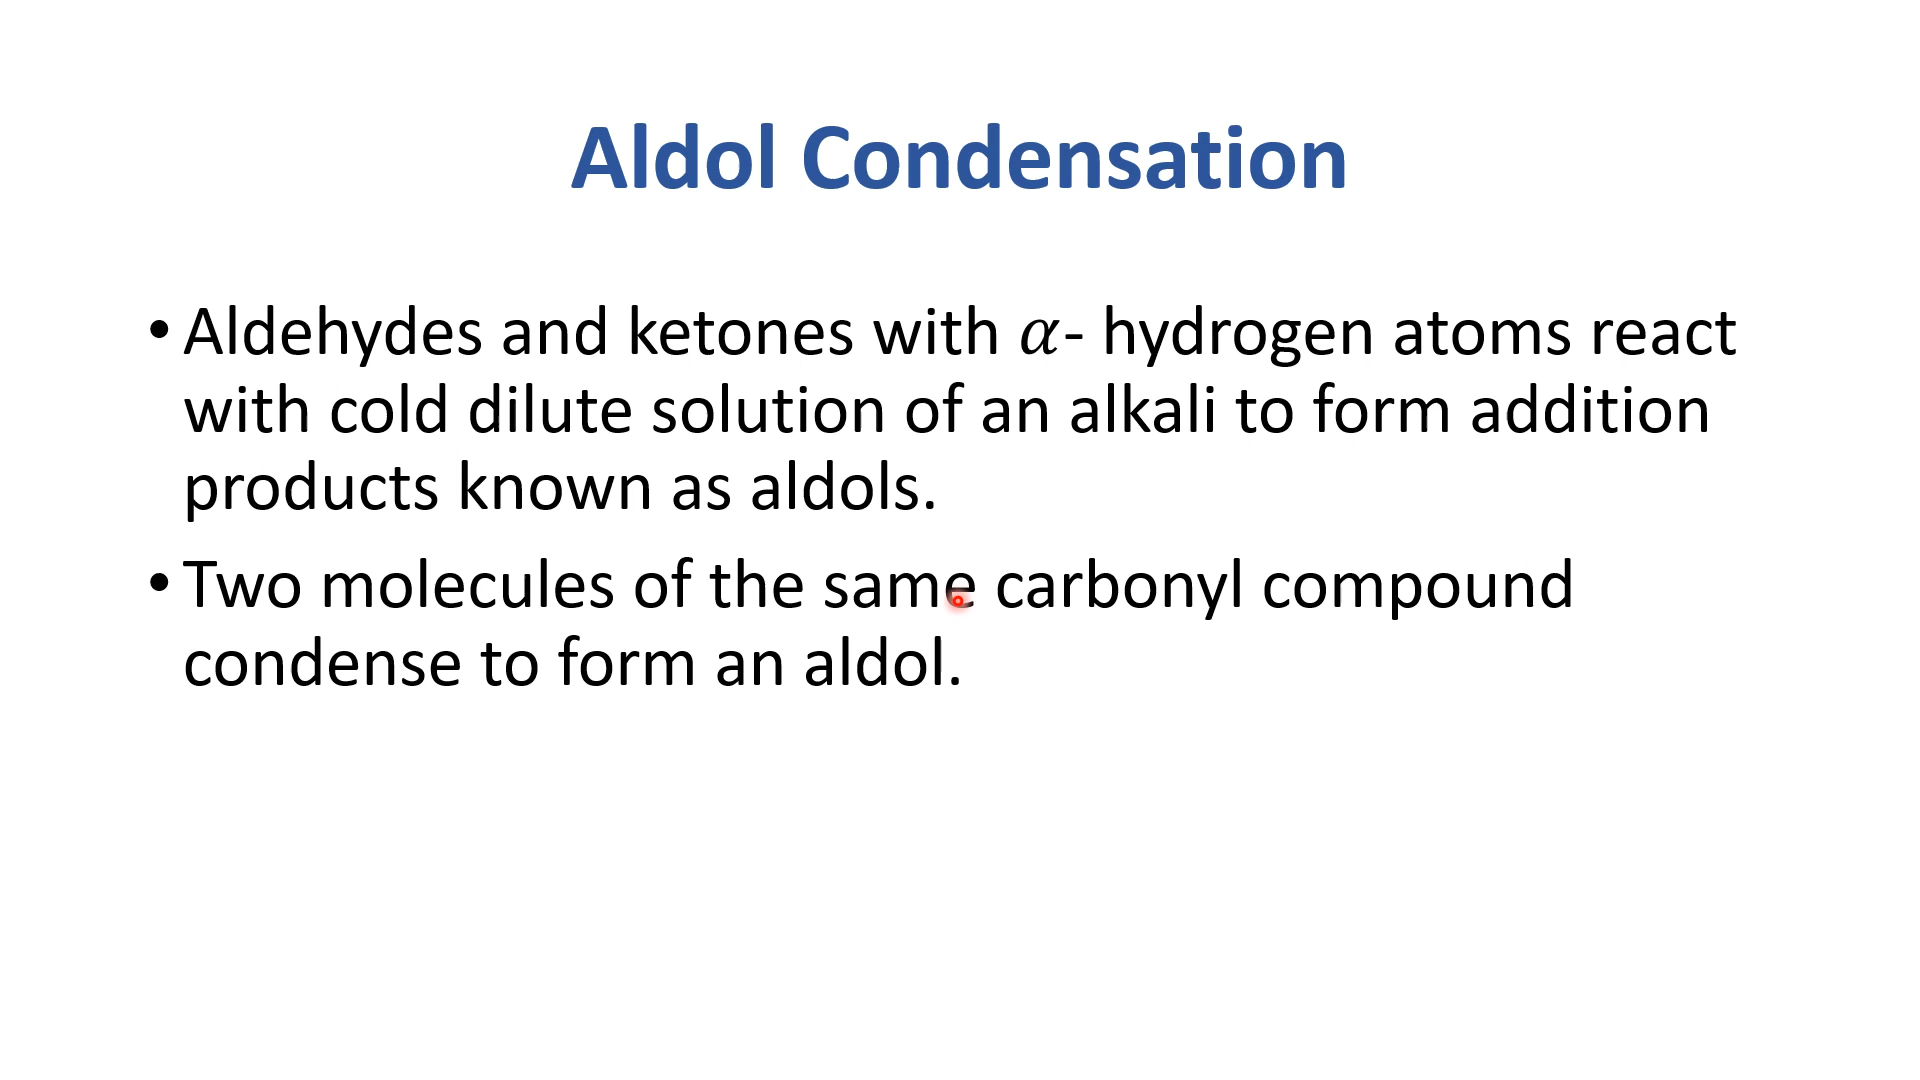 Aldol Condensation
• Aldehydes and ketones with 𝛼- hydrogen atoms react
with cold dilute solution of an alkali to form addition
products known as aldols.
• Two molecules of the same carbonyl compound
condense to form an aldol.